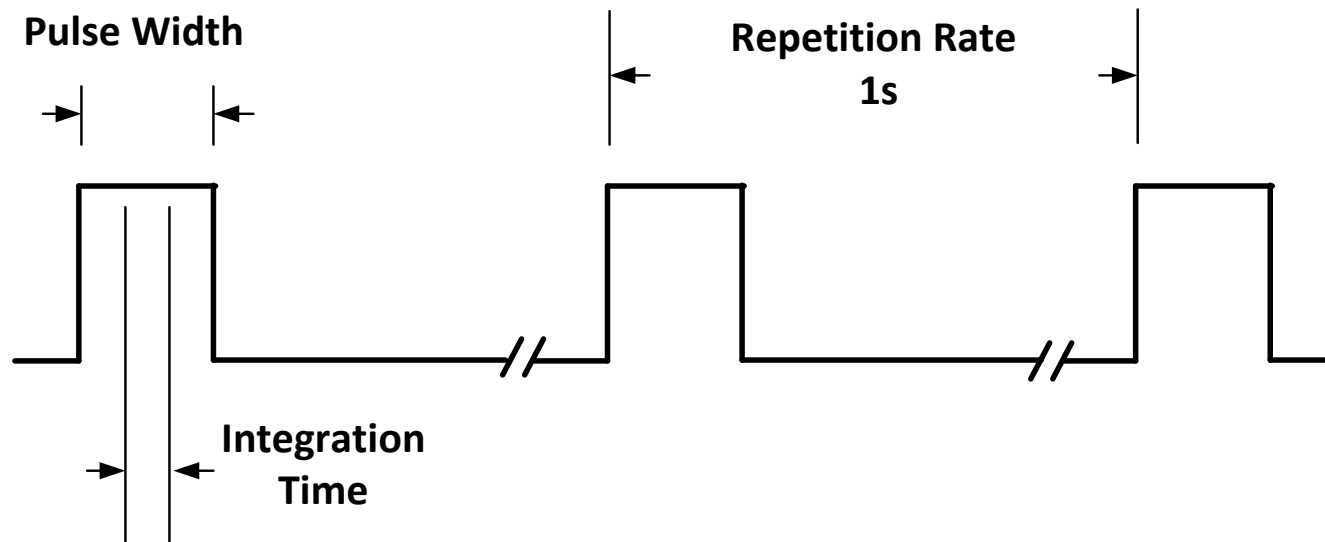 Pulse Width
Repetition Rate
1s
Integration
Time